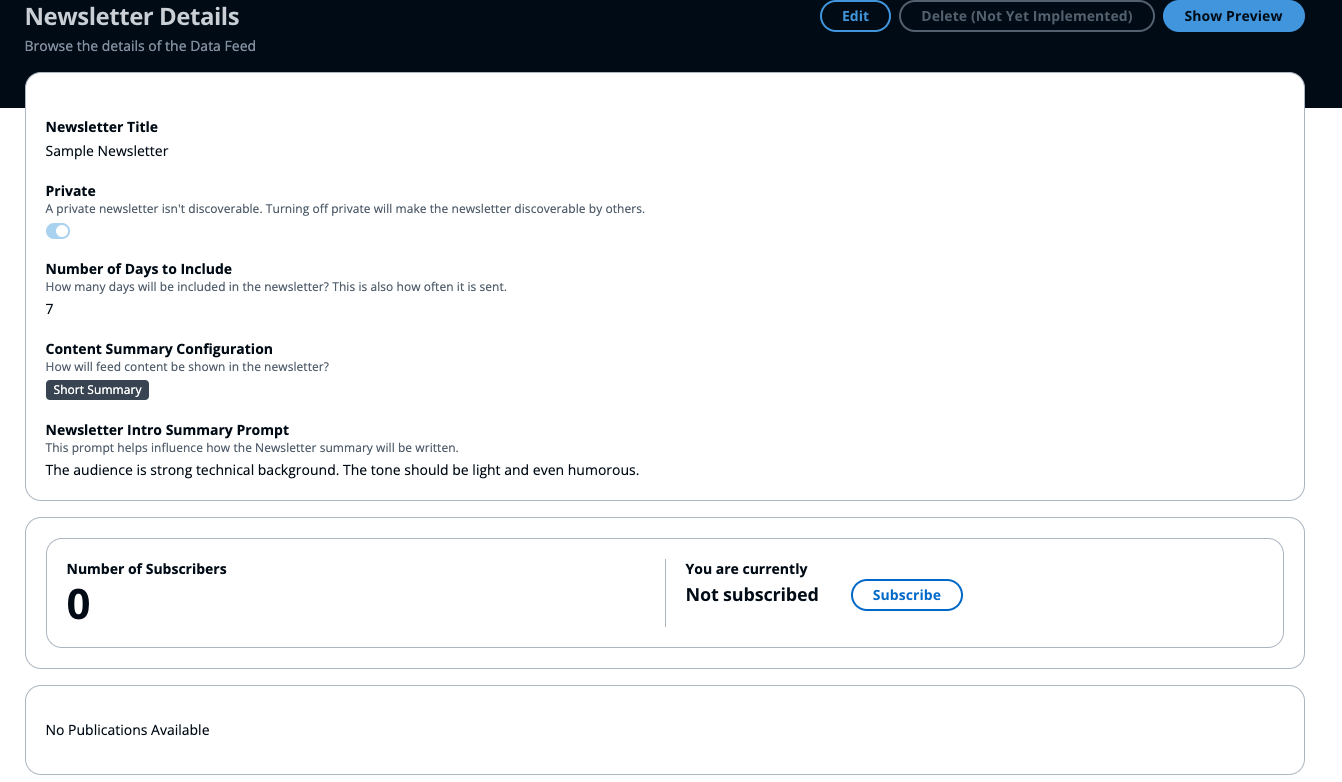 Newsletter Details
Edit
Delete (Not Yet Implemented)
Show Preview
Browse the details of the Data Feed
Newsletter Title
Sample Newsletter
Private
A private newsletter isn't discoverable. Turning off private will make the newsletter discoverable by others.
Number of Days to Include
How many days will be included in the newsletter? This is also how often it is sent.
7
Content Summary Configuration
How will feed content be shown in the newsletter?
Short Summary
Newsletter Intro Summary Prompt
This prompt helps influence how the Newsletter summary will be written.
The audience is strong technical background. The tone should be light and even humorous.
Number of Subscribers
0
You are currently
Not subscribed
Subscribe
No Publications Available